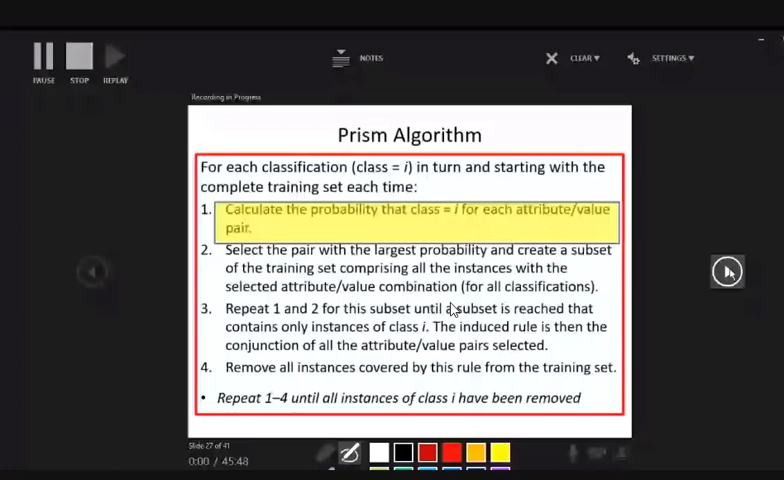 NOTES
CLEAR
SETTINGS
PAUSE STOP REPLAY
Recording in Progress
Prism Algorithm
For each classification (class = i) in turn and starting with the
complete training set each time:
1. Calculate the probability that class = i for each attribute/value
pair.
2. Select the pair with the largest probability and create a subset
of the training set comprising all the instances with the
selected attribute/value combination (for all classifications).
3. Repeat 1 and 2 for this subset until a subset is reached that
contains only instances of class i. The induced rule is then the
conjunction of all the attribute/value pairs selected.
4. Remove all instances covered by this rule from the training set.
• Repeat 1–4 until all instances of class i have been removed
Slide 27 of 41
0:00 / 45:48